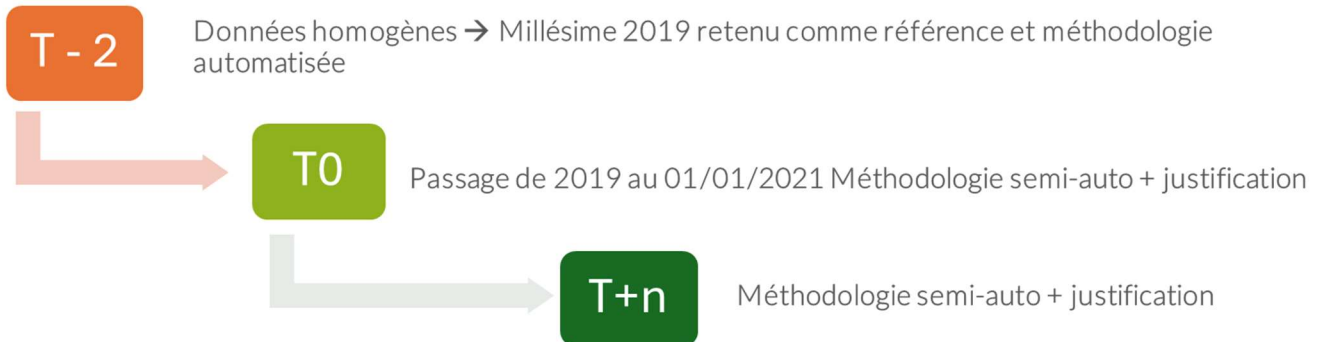 T - 2
Données homogènes → Millésime 2019 retenu comme référence et méthodologie
automatisée
T0
Passage de 2019 au 01/01/2021 Méthodologie semi-auto + justification
T+n
Méthodologie semi-auto + justification